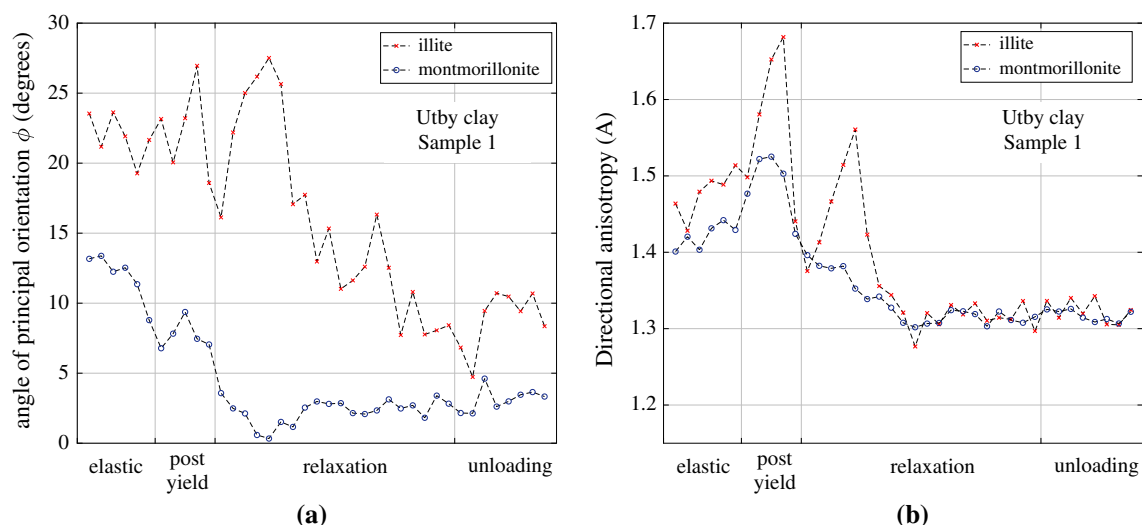 30
25
20
15
10
5
0
angle of principal orientation ϕ (degrees)
illite
montmorillonite
Utby clay
Sample 1
elastic
post
yield
relaxation
unloading
(a)
1.7
1.6
1.5
1.4
1.3
1.2
Directional anisotropy (A)
illite
montmorillonite
Utby clay
Sample 1
elastic
post
yield
relaxation
unloading
(b)